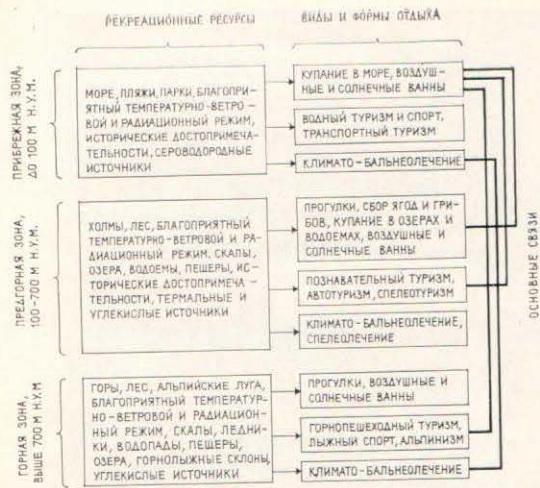 РЕКРЕАЦИОННЫЕ РЕСУРСЫ
ВИДЫ И ФОРМЫ ОТДЫХА
ПРИБРЕЖНАЯ ЗОНА,
ДО 100 М Н.У.М.
МОРЕ, ПЛЯЖИ, ПАРКИ, БЛАГОПРИ-
ЯТНЫЙ ТЕМПЕРАТУРНО-ВЕТРО-
ВОЙ И РАДИАЦИОННЫЙ РЕЖИМ,
ИСТОРИЧЕСКИЕ ДОСТОПРИМЕЧА-
ТЕЛЬНОСТИ, СЕРОВОДОРОДНЫЕ
ИСТОЧНИКИ
КУПАНИЕ В МОРЕ, ВОЗДУШ-
НЫЕ И СОЛНЕЧНЫЕ ВАННЫ
ВОДНЫЙ ТУРИЗМ И СПОРТ,
ТРАНСПОРТНЫЙ ТУРИЗМ
КЛИМАТО-БАЛЬНЕОЛЕЧЕНИЕ
ПРЕДГОРНАЯ ЗОНА,
100-700 М Н.У.М.
ХОЛМЫ, ЛЕС, БЛАГОПРИЯТНЫЙ
ТЕМПЕРАТУРНО-ВЕТРОВОЙ И РА-
ДИАЦИОННЫЙ РЕЖИМ, СКАЛЫ,
ОЗЕРА, ВОДОЕМЫ, ПЕЩЕРЫ, ИС-
ТОРИЧЕСКИЕ ДОСТОПРИМЕЧА-
ТЕЛЬНОСТИ, ТЕРМАЛЬНЫЕ И
УГЛЕКИСЛЫЕ ИСТОЧНИКИ
ПРОГУЛКИ, СБОР ЯГОД И ГРИ-
БОВ, КУПАНИЕ В ОЗЕРАХ И
ВОДОЕМАХ, ВОЗДУШНЫЕ И
СОЛНЕЧНЫЕ ВАННЫ
ПОЗНАВАТЕЛЬНЫЙ ТУРИЗМ,
АВТОТУРИЗМ, СПЕЛЕОТУРИЗМ
КЛИМАТО-БАЛЬНЕОЛЕЧЕНИЕ,
СПЕЛЕОЛЕЧЕНИЕ
ГОРНАЯ ЗОНА,
ВЫШЕ 700 М Н.У.М
ГОРЫ, ЛЕС, АЛЬПИЙСКИЕ ЛУГА,
БЛАГОПРИЯТНЫЙ ТЕМПЕРАТУР-
НО-ВЕТРОВОЙ И РАДИАЦИОН-
НЫЙ РЕЖИМ, СКАЛЫ, ЛЕДНИ-
КИ, ВОДОПАДЫ, ПЕЩЕРЫ,
ОЗЕРА, ГОРНОЛЫЖНЫЕ СКЛОНЫ,
УГЛЕКИСЛЫЕ ИСТОЧНИКИ
ПРОГУЛКИ, ВОЗДУШНЫЕ И
СОЛНЕЧНЫЕ ВАННЫ
ГОРНОПЕШЕХОДНЫЙ ТУРИЗМ,
ЛЫЖНЫЙ СПОРТ, АЛЬПИНИЗМ
КЛИМАТО-БАЛЬНЕОЛЕЧЕНИЕ
ОСНОВНЫЕ СВЯЗИ